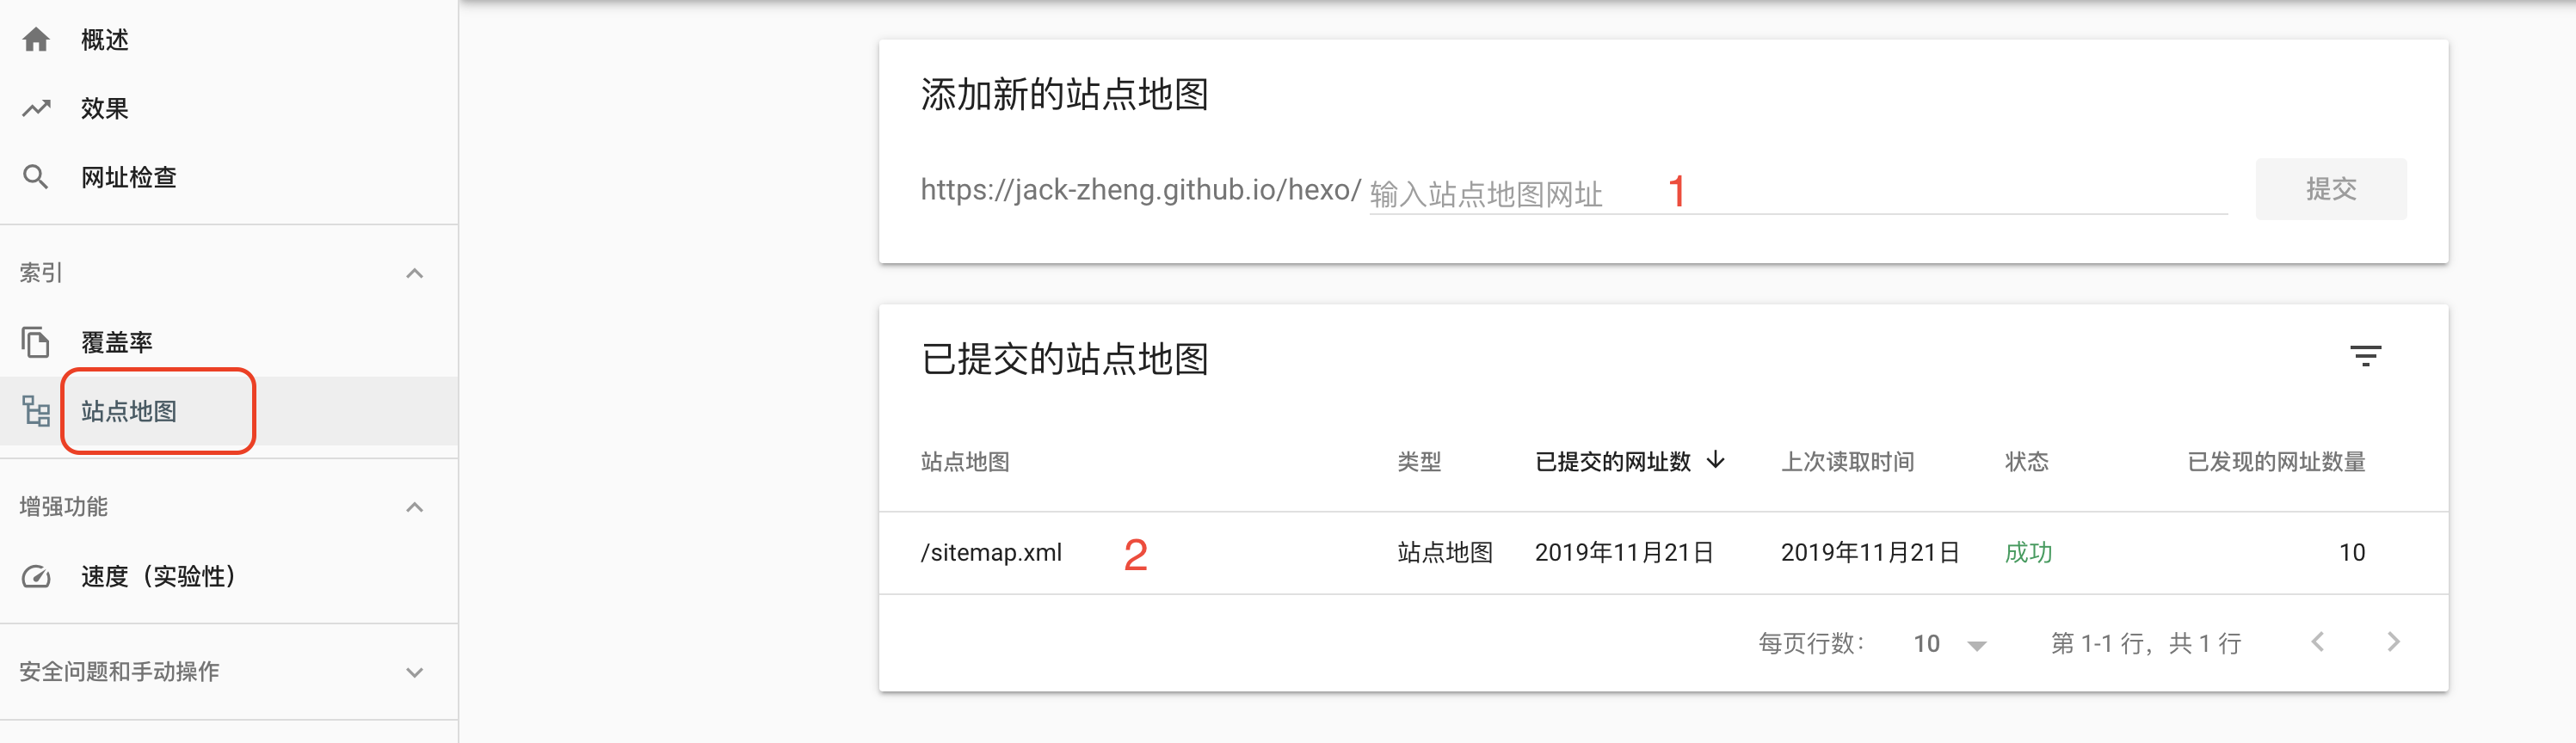 概述
效果
网址检查
索引
覆盖率
站点地图
增强功能
速度（实验性）
安全问题和手动操作
添加新的站点地图
https://jack-zheng.github.io/hexo/ 输入站点地图网址 1 提交
已提交的站点地图
站点地图 类型 已提交的网址数 上次读取时间 状态 已发现的网址数量
/sitemap.xml 2 站点地图 2019年11月21日 2019年11月21日 成功 10
每页行数： 10 第 1-1 行，共 1 行